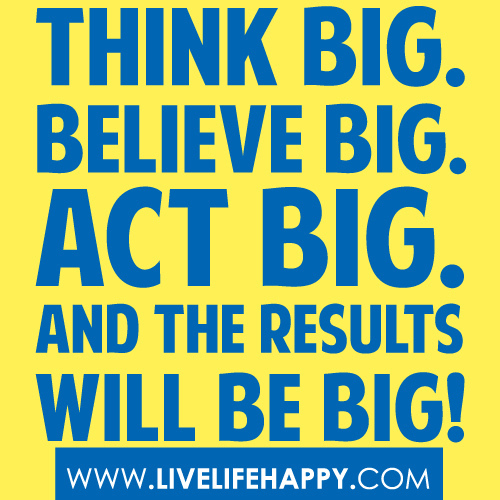 THINK BIG.
BELIEVE BIG.
ACT BIG.
AND THE RESULTS
WILL BE BIG!
WWW.LIVELIFEHAPPY.COM